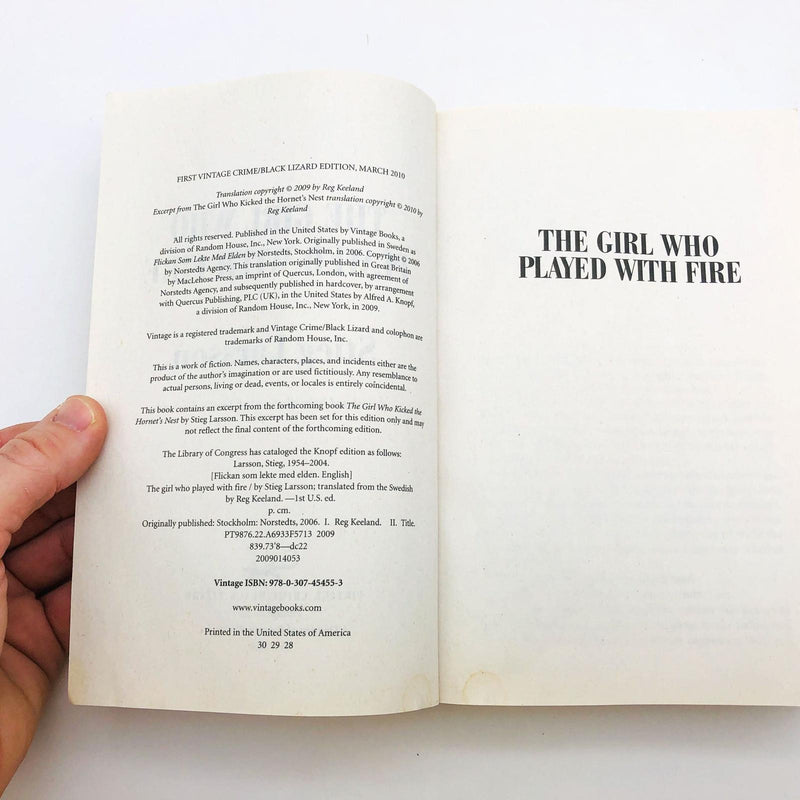 FIRST VINTAGE CRIME/BLACK LIZARD EDITION, MARCH 2010
Translation copyright © 2009 by Reg Keeland
Excerpt from The Girl Who Kicked the Hornet's Nest translation copyright © 2010 by
Reg Keeland
All rights reserved. Published in the United States by Vintage Books, a
division of Random House, Inc., New York. Originally published in Sweden as
Flickan Som Lekte Med Elden by Norstedts, Stockholm, in 2006. Copyright © 2006
by Norstedts Agency. This translation originally published in Great Britain
by MacLehose Press, an imprint of Quercus, London, with agreement of
Norstedts Agency, and subsequently published in hardcover, by arrangement
with Quercus Publishing, PLC (UK), in the United States by Alfred A. Knopf,
a division of Random House, Inc., New York, in 2009.
Vintage is a registered trademark and Vintage Crime/Black Lizard and colophon are
trademarks of Random House, Inc.
This is a work of fiction. Names, characters, places, and incidents either are the
product of the author's imagination or are used fictitiously. Any resemblance to
actual persons, living or dead, events, or locales is entirely coincidental.
This book contains an excerpt from the forthcoming book The Girl Who Kicked the
Hornet's Nest by Stieg Larsson. This excerpt has been set for this edition only and may
not reflect the final content of the forthcoming edition.
The Library of Congress has cataloged the Knopf edition as follows:
Larsson, Stieg, 1954–2004.
[Flickan som lekte med elden. English]
The girl who played with fire / by Stieg Larsson; translated from the Swedish
by Reg Keeland. —1st U.S. ed.
p. cm.
Originally published: Stockholm: Norstedts, 2006. I. Reg Keeland. II. Title.
PT9876.22.A6933F5713 2009
839.73'8—dc22
2009014053
Vintage ISBN: 978-0-307-45455-3
www.vintagebooks.com
Printed in the United States of America
30 29 28
THE GIRL WHO
PLAYED WITH FIRE